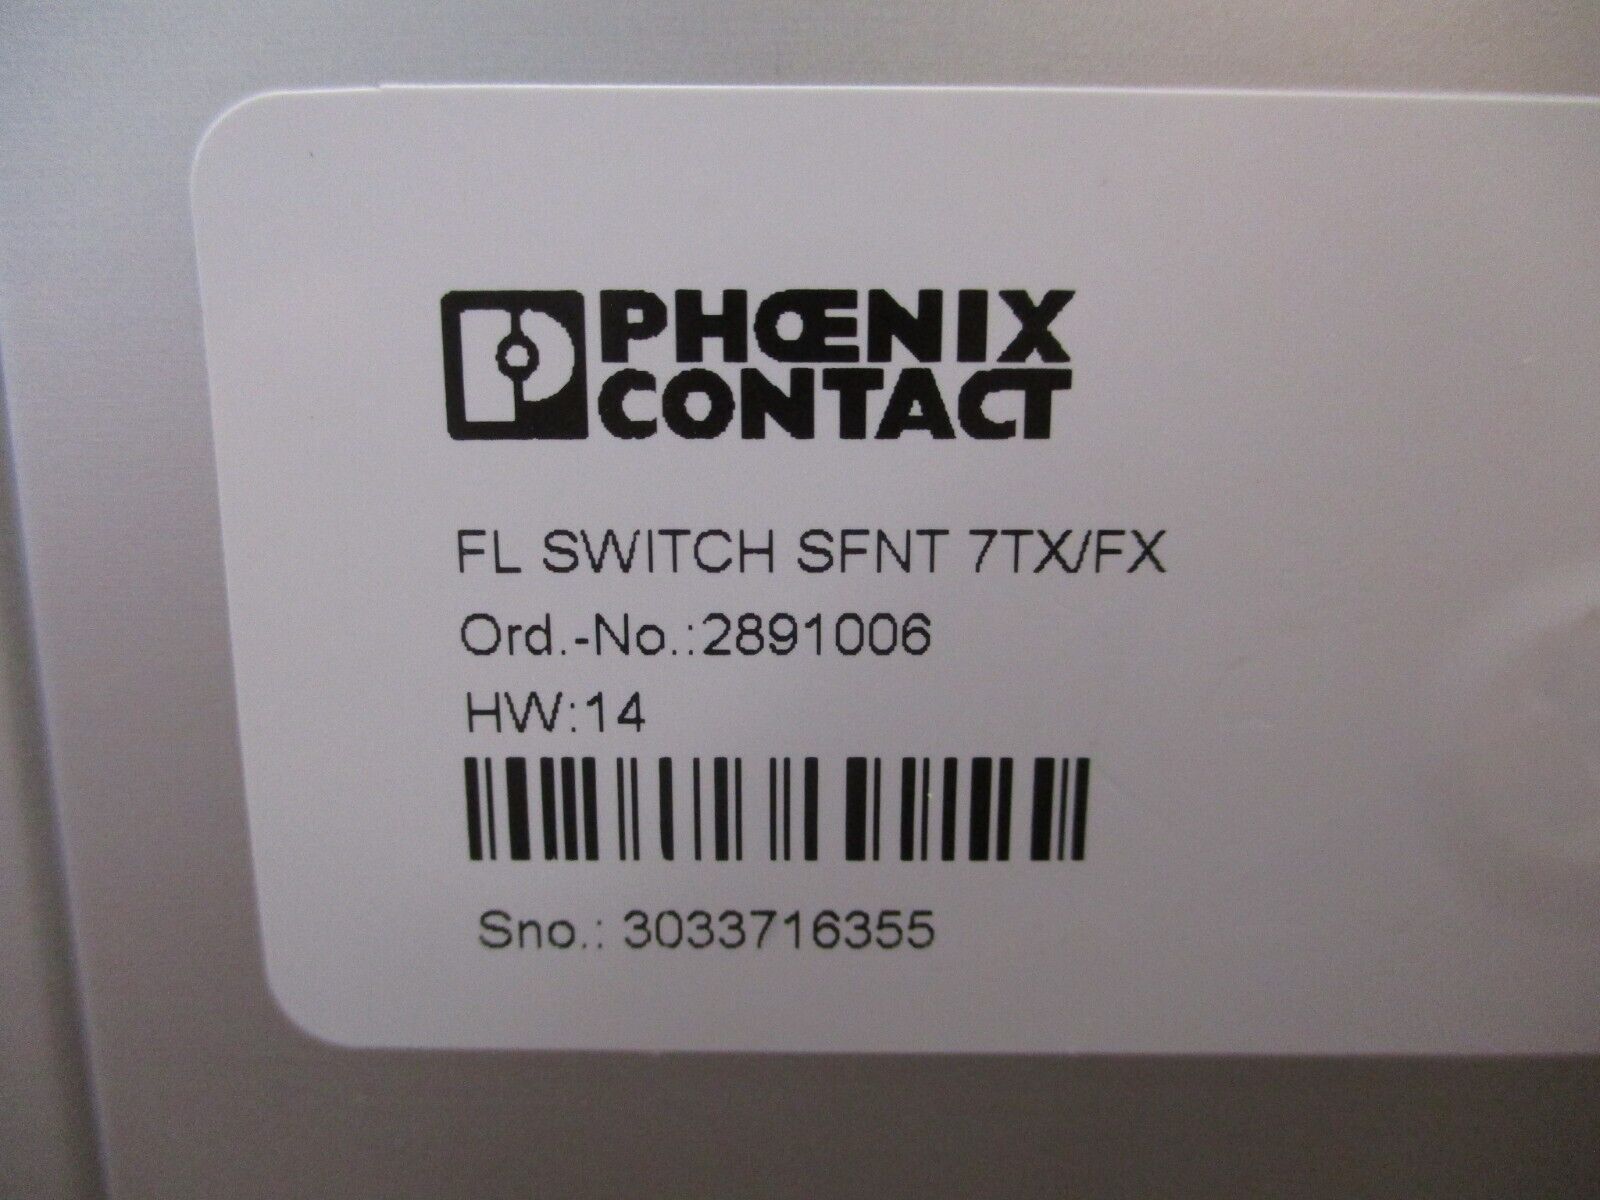 PHŒNIX
CONTACT
FL SWITCH SFNT 7TX/FX
Ord.-No.:2891006
HW:14
Sno.: 3033716355